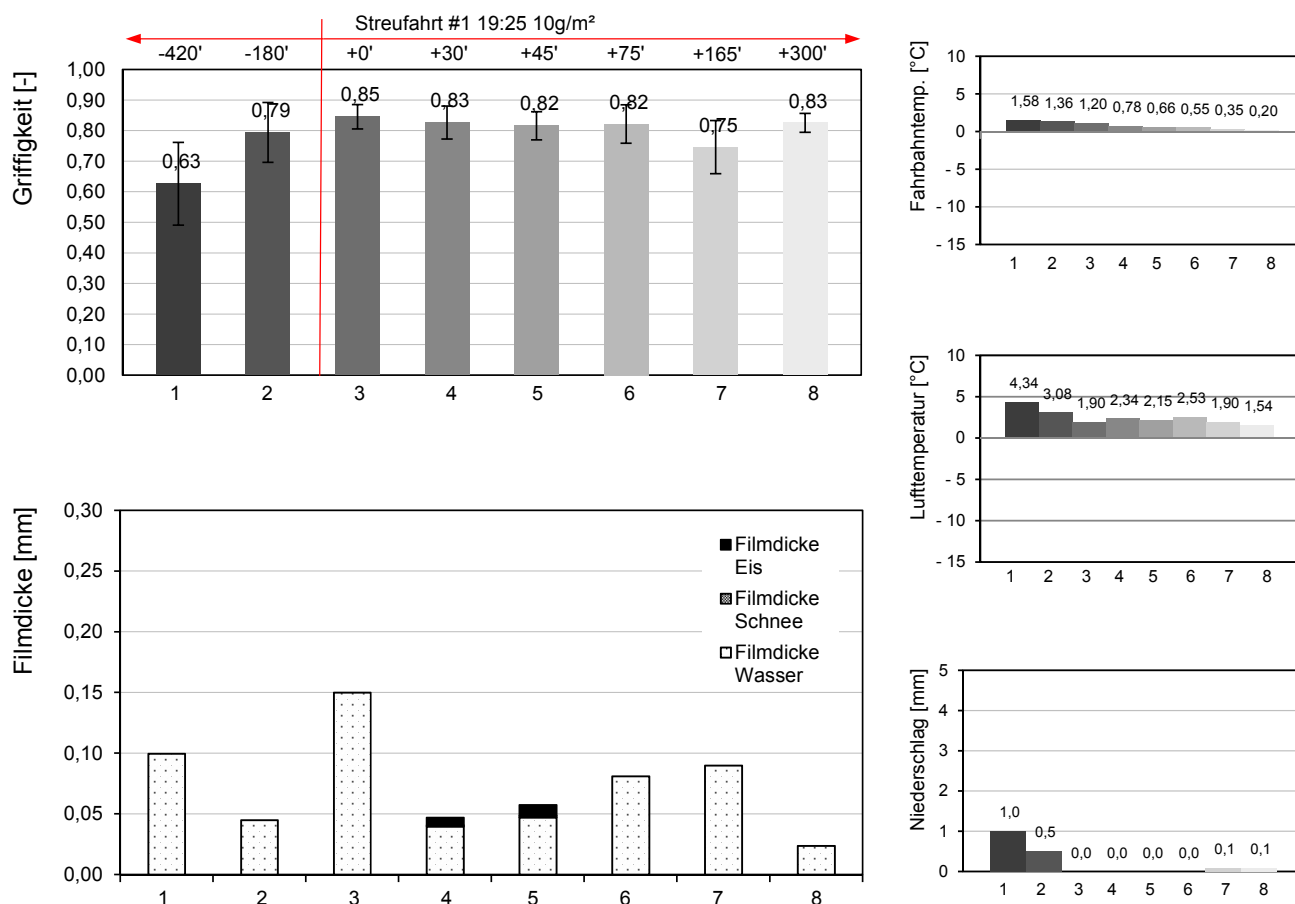 Streufahrt #1 19:25 10g/m²
-420' -180' +0' +30' +45' +75' +165' +300'
Griffigkeit [-]
1,00
0,90
0,80
0,70
0,60
0,50
0,40
0,30
0,20
0,10
0,00
0,63 0,79 0,85 0,83 0,82 0,82 0,75 0,83
1 2 3 4 5 6 7 8
Filmdicke [mm]
0,30
0,25
0,20
0,15
0,10
0,05
0,00
Filmdicke
Eis
Filmdicke
Schnee
Filmdicke
Wasser
1 2 3 4 5 6 7 8
Fahrbahntemp. [°C]
10
5
0
- 5
- 10
- 15
1,58 1,36 1,20 0,78 0,66 0,55 0,35 0,20
1 2 3 4 5 6 7 8
Lufttemperatur [°C]
10
5
0
- 5
- 10
- 15
4,34 3,08 1,90 2,34 2,15 2,53 1,90 1,54
1 2 3 4 5 6 7 8
Niederschlag [mm]
5
4
3
2
1
0
1,0 0,5 0,0 0,0 0,0 0,0 0,1 0,1
1 2 3 4 5 6 7 8